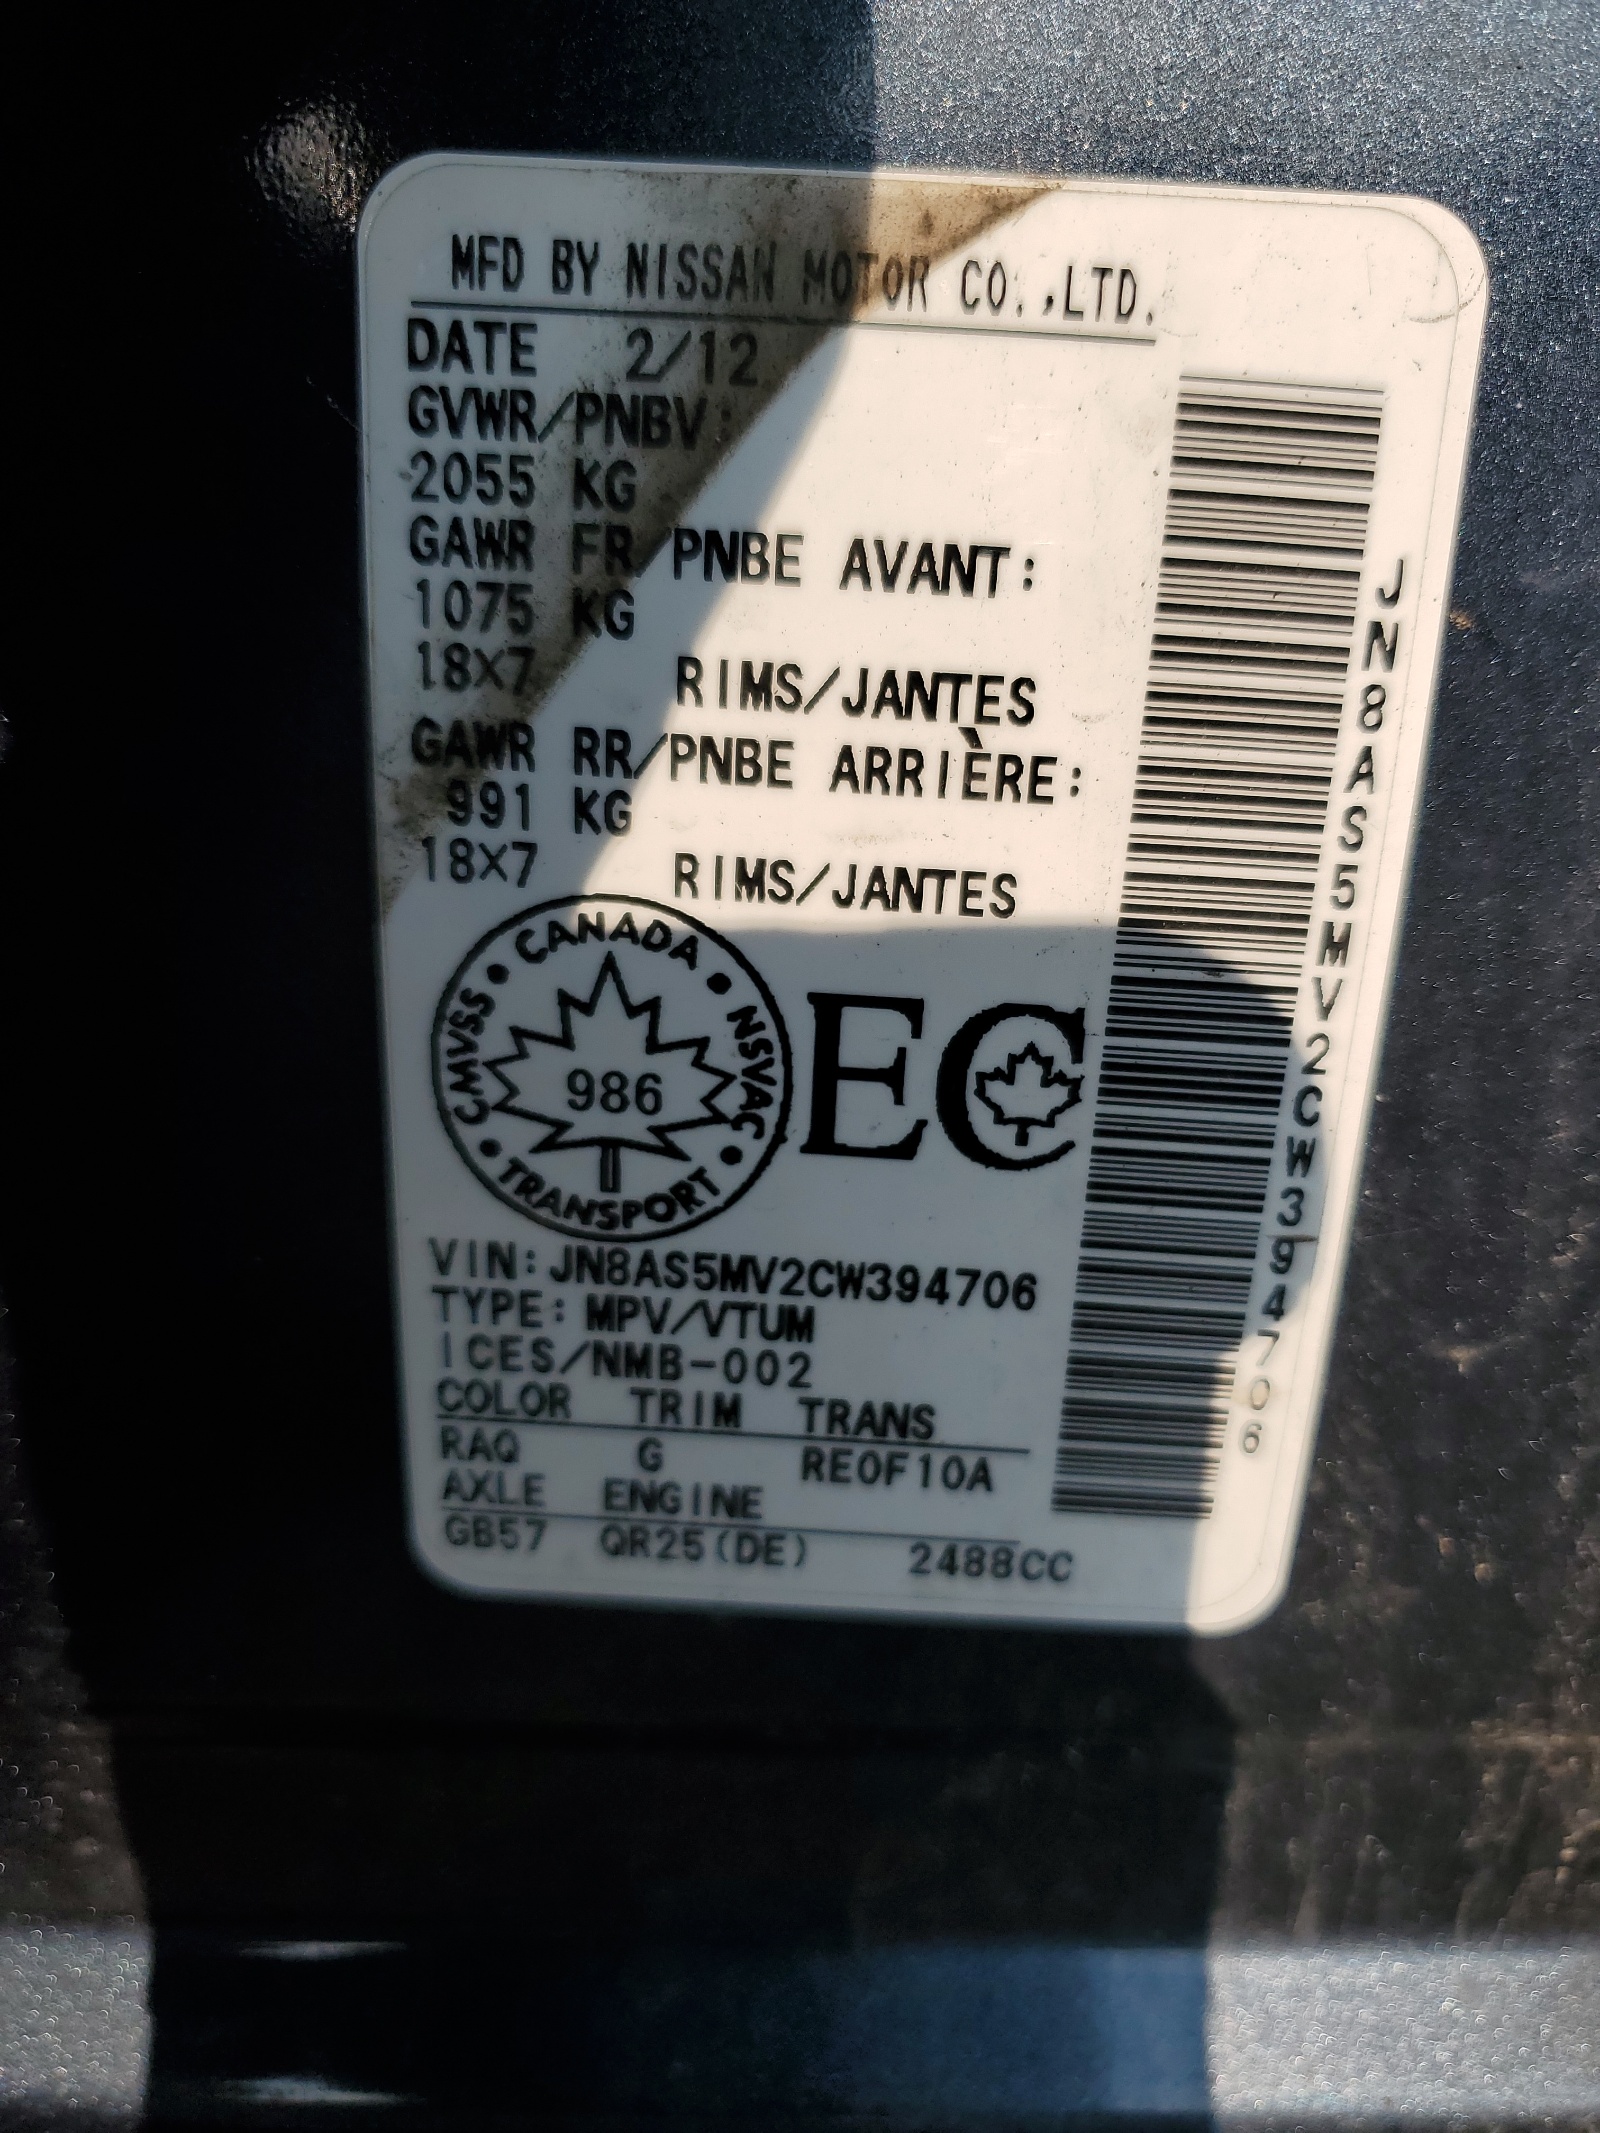 MFD BY NISSAN MOTOR CO.,LTD.
DATE 2/12
GVWR/PNBV:
2055 KG
GAWR FR PNBE AVANT:
1075 KG
18X7 RIMS/JANTES
GAWR RR/PNBE ARRIÈRE:
991 KG
18X7 RIMS/JANTES
CANADA
CMVSS
NSVAC
986
TRANSPORT
EC
VIN: JN8AS5MV2CW394706
TYPE: MPV/VTUM
ICES/NMB-002
COLOR TRIM TRANS
RAQ G RE0F10A
AXLE ENGINE
GB57 QR25(DE) 2488CC
JN8AS5MV2CW394706